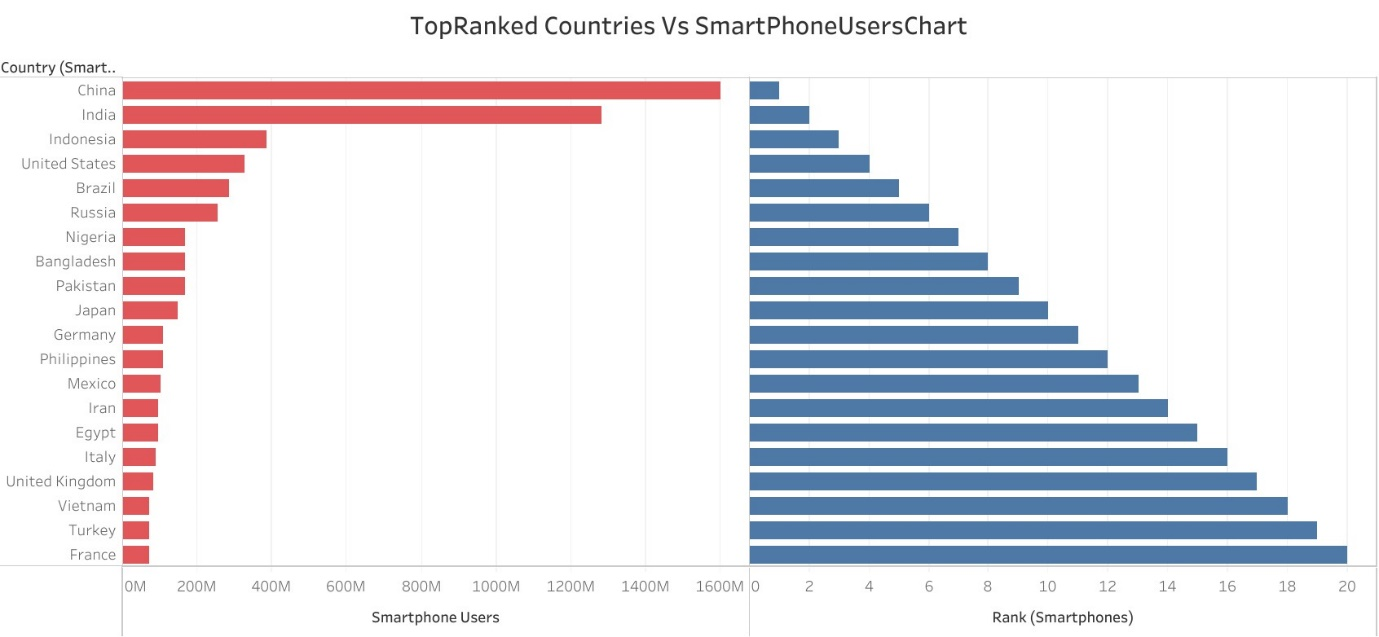 TopRanked Countries Vs SmartPhoneUsersChart
Country (Smart..
China
India
Indonesia
United States
Brazil
Russia
Nigeria
Bangladesh
Pakistan
Japan
Germany
Philippines
Mexico
Iran
Egypt
Italy
United Kingdom
Vietnam
Turkey
France
0M 200M 400M 600M 800M 1000M 1200M 1400M 1600M 0 2 4 6 8 10 12 14 16 18 20
Smartphone Users Rank (Smartphones)